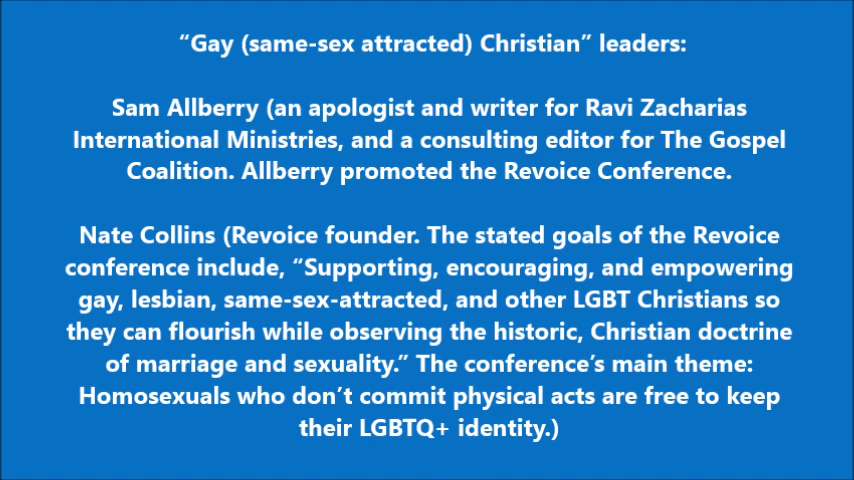 “Gay (same-sex attracted) Christian” leaders:
Sam Allberry (an apologist and writer for Ravi Zacharias
International Ministries, and a consulting editor for The Gospel
Coalition. Allberry promoted the Revoice Conference.
Nate Collins (Revoice founder. The stated goals of the Revoice
conference include, “Supporting, encouraging, and empowering
gay, lesbian, same-sex-attracted, and other LGBT Christians so
they can flourish while observing the historic, Christian doctrine
of marriage and sexuality.” The conference’s main theme:
Homosexuals who don’t commit physical acts are free to keep
their LGBTQ+ identity.)